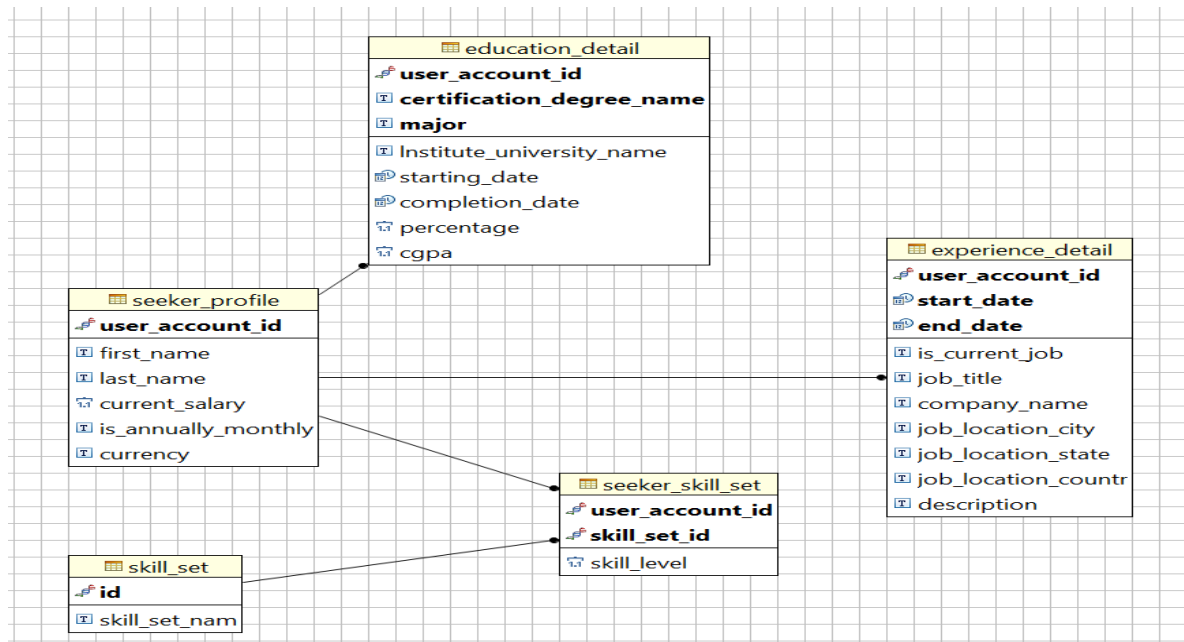 education_detail
user_account_id
certification_degree_name
major
Institute_university_name
starting_date
completion_date
percentage
cgpa
experience_detail
user_account_id
start_date
end_date
is_current_job
job_title
company_name
job_location_city
job_location_state
job_location_countr
description
seeker_profile
user_account_id
first_name
last_name
current_salary
is_annually_monthly
currency
seeker_skill_set
user_account_id
skill_set_id
skill_level
skill_set
id
skill_set_nam